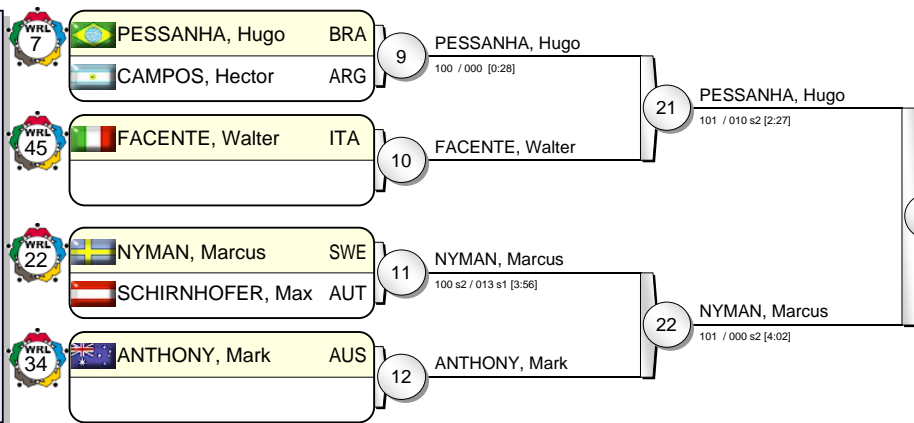 WRL
7
PESSANHA, Hugo BRA
CAMPOS, Hector ARG
9
PESSANHA, Hugo
100 / 000 [0:28]
21
PESSANHA, Hugo
101 / 010 s2 [2:27]
WRL
45
FACENTE, Walter ITA
10
FACENTE, Walter
WRL
22
NYMAN, Marcus SWE
SCHIRNHOFER, Max AUT
11
NYMAN, Marcus
100 s2 / 013 s1 [3:56]
22
NYMAN, Marcus
101 / 000 s2 [4:02]
WRL
34
ANTHONY, Mark AUS
12
ANTHONY, Mark